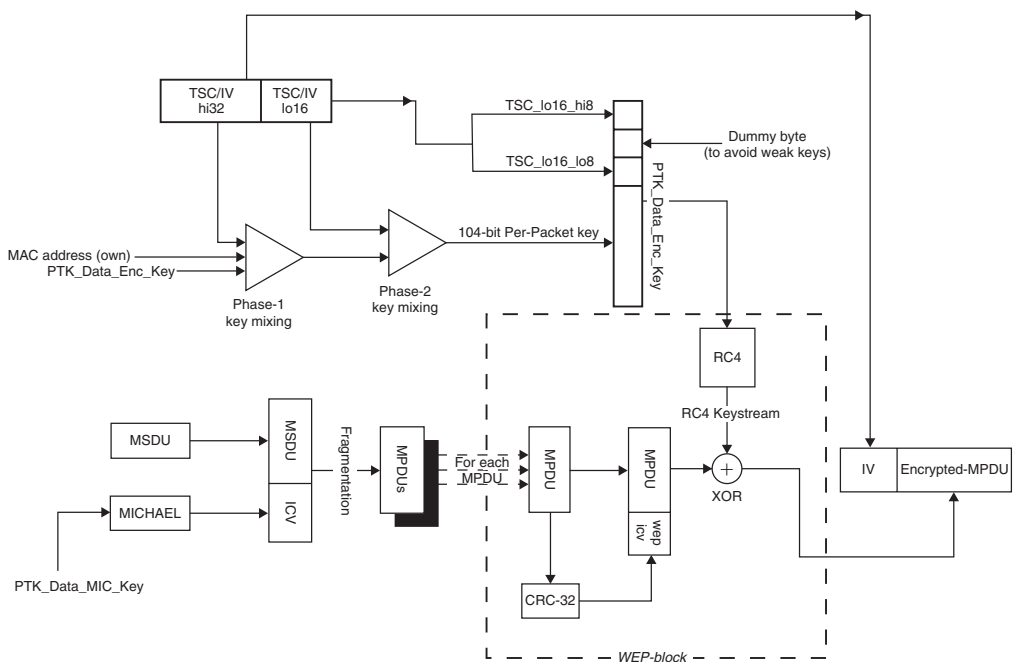 TSC/IV
hi32
TSC/IV
lo16
TSC_lo16_hi8
Dummy byte
(to avoid weak keys)
TSC_lo16_lo8
PTK_Data_Enc_Key
104-bit Per-Packet key
MAC address (own)
PTK_Data_Enc_Key
Phase-1
key mixing
Phase-2
key mixing
RC4
RC4 Keystream
MSDU
MSDU
ICV
Fragmentation
MPDUs
For each
MPDU
MPDU
MPDU
wep
icv
XOR
IV
Encrypted-MPDU
MICHAEL
PTK_Data_MIC_Key
CRC-32
WEP-block